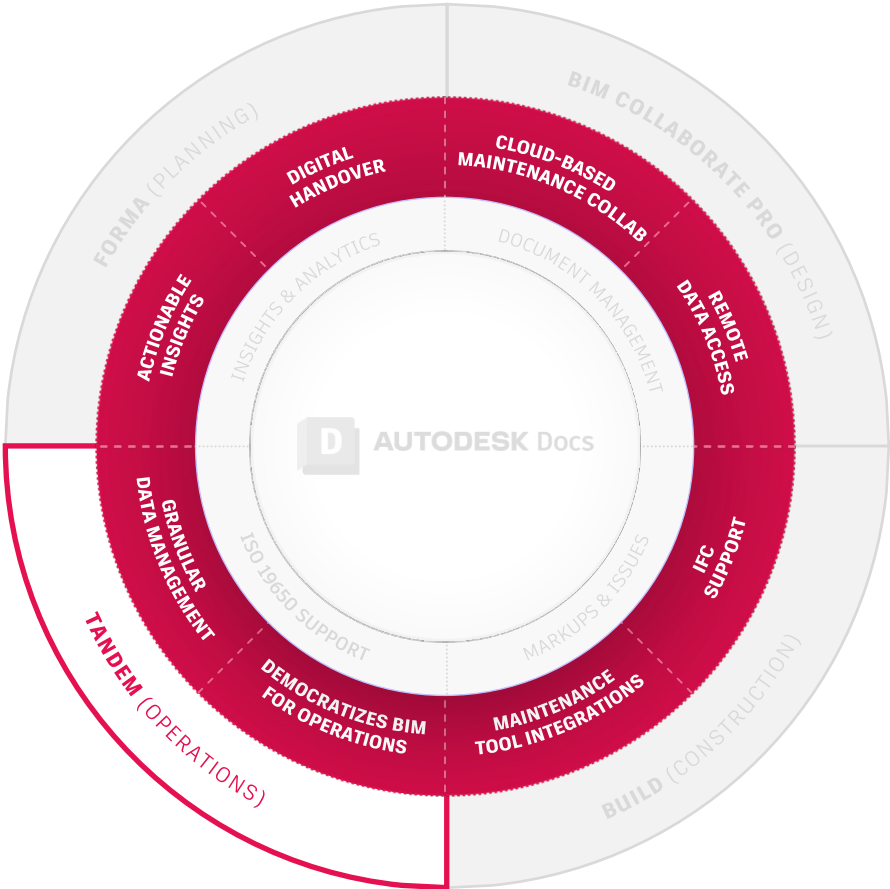 FORMA (PLANNING)
BIM COLLABORATE PRO (DESIGN)
DIGITAL
HANDOVER
CLOUD-BASED
MAINTENANCE COLLAB
ACTIONABLE
INSIGHTS
REMOTE
DATA ACCESS
INSIGHTS & ANALYTICS
DOCUMENT MANAGEMENT
D AUTODESK Docs
GRANULAR
DATA MANAGEMENT
IFC
SUPPORT
ISO 19650 SUPPORT
MARKUPS & ISSUES
DEMOCRATIZES BIM
FOR OPERATIONS
MAINTENANCE
TOOL INTEGRATIONS
TANDEM (OPERATIONS)
BUILD (CONSTRUCTION)